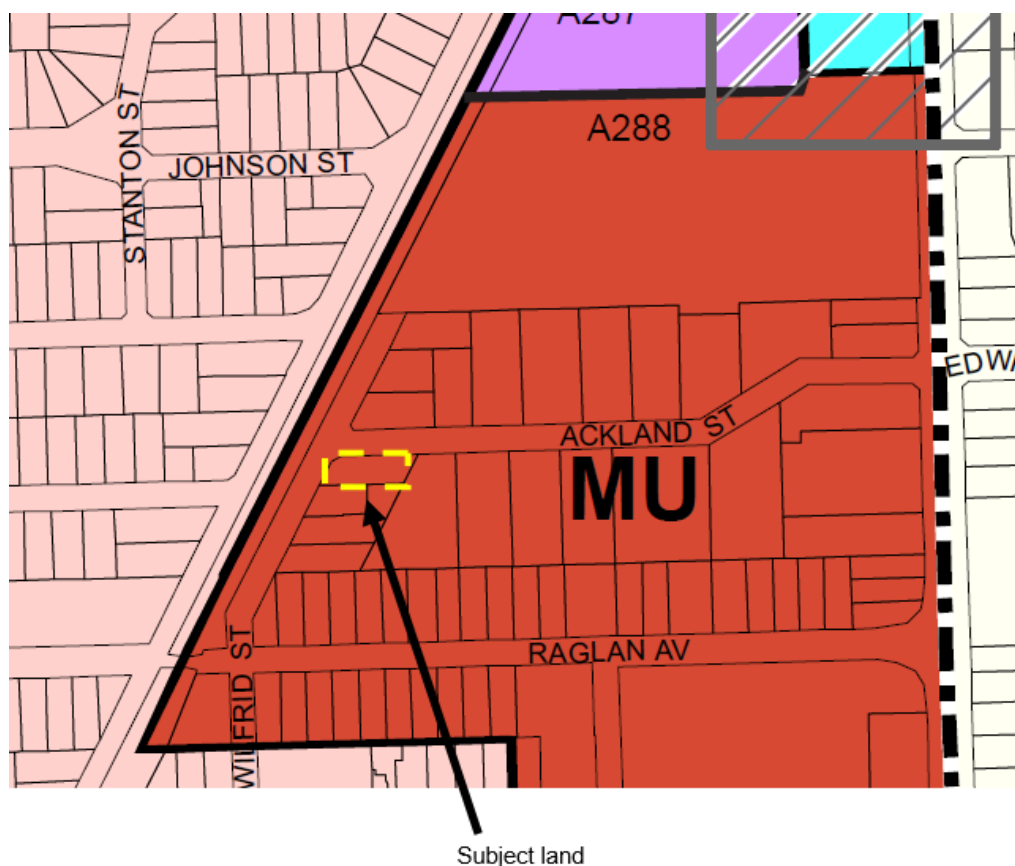 A287
A288
STANTON ST
JOHNSON ST
EDWA
ACKLAND ST
MU
RAGLAN AV
WILFRID ST
Subject land